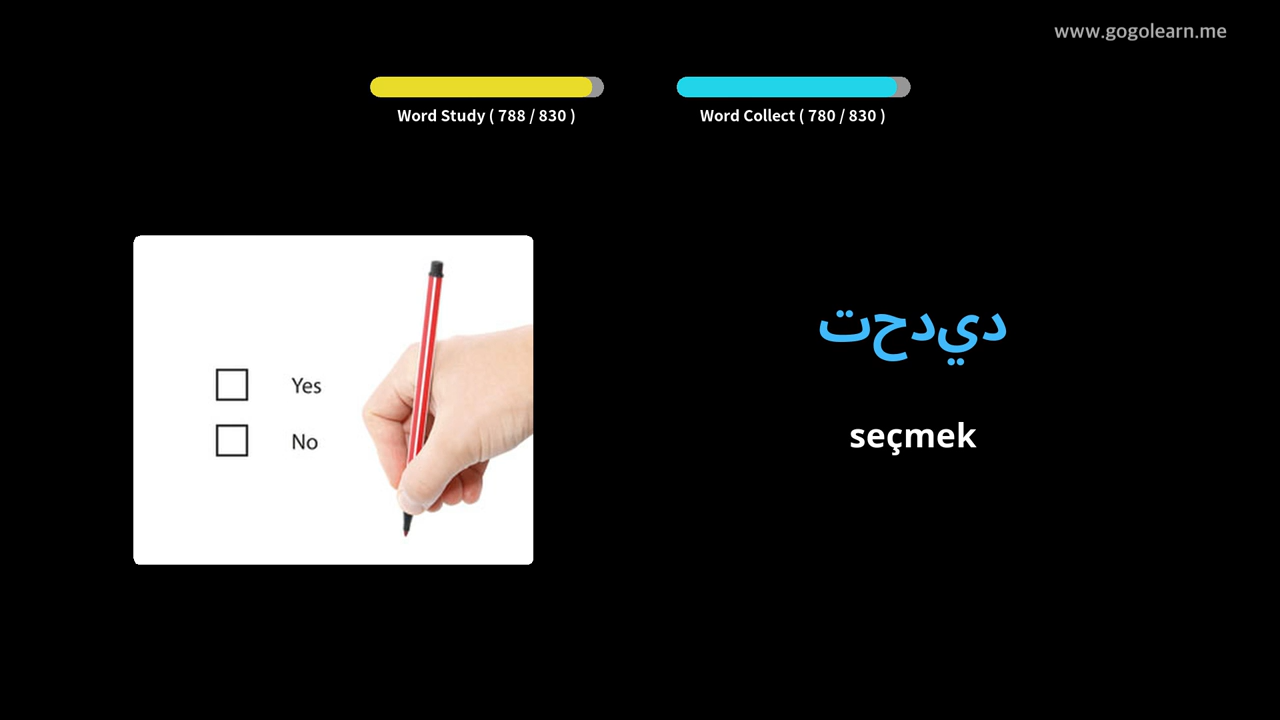 www.gogolearn.me
Word Study ( 788 / 830 )
Word Collect ( 780 / 830 )
Yes
No
تحديد
seçmek